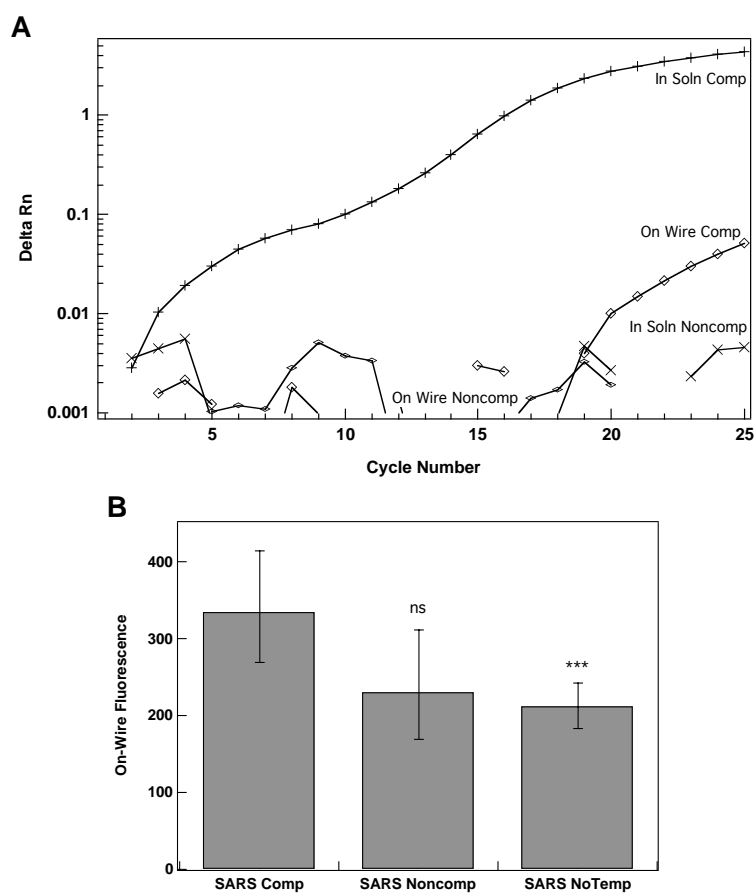 A
Delta Rn
1
0.1
0.01
0.001
In Soln Comp
On Wire Comp
In Soln Noncomp
On Wire Noncomp
5
10
15
20
25
Cycle Number
B
On-Wire Fluorescence
400
300
200
100
0
ns
***
SARS Comp
SARS Noncomp
SARS NoTemp